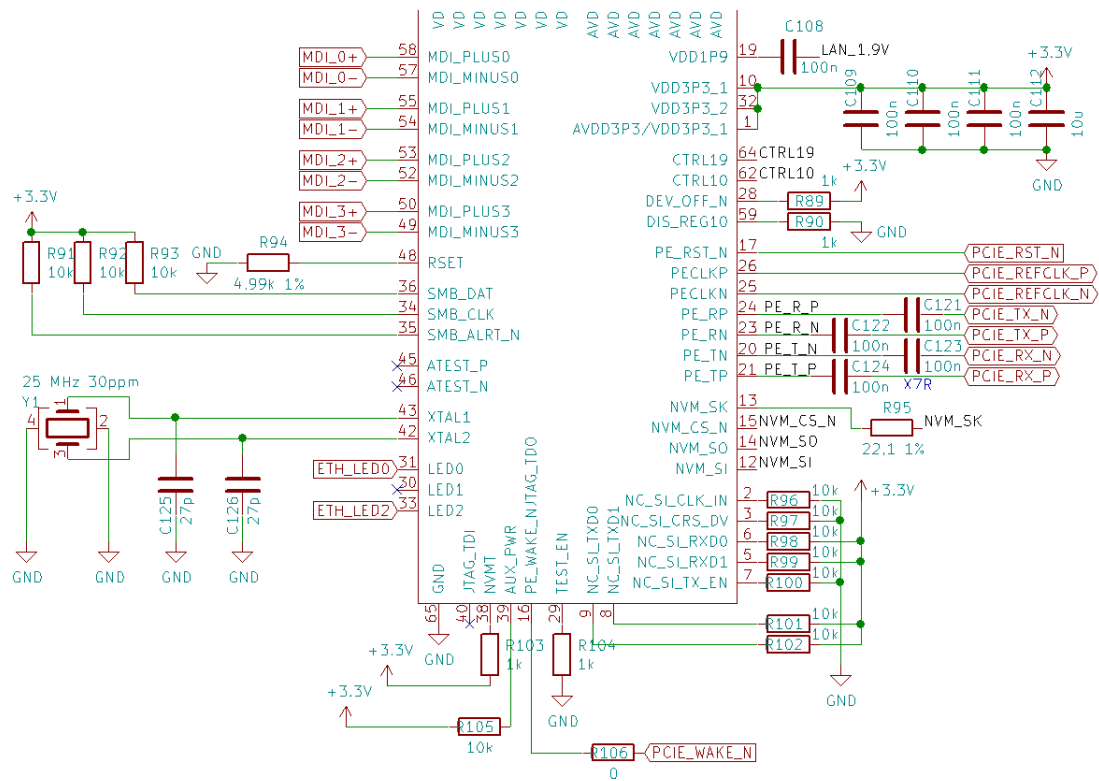 VD VD VD VD VD VD AVD AVD AVD AVD AVD AVD
MDI_0+ 58 MDI_PLUS0
MDI_0- 57 MDI_MINUS0
MDI_1+ 55 MDI_PLUS1
MDI_1- 54 MDI_MINUS1
MDI_2+ 53 MDI_PLUS2
MDI_2- 52 MDI_MINUS2
MDI_3+ 50 MDI_PLUS3
MDI_3- 49 MDI_MINUS3
+3.3V
R91 10k
R92 10k
R93 10k
GND
R94
4.99k 1%
48 RSET
36 SMB_DAT
34 SMB_CLK
35 SMB_ALRT_N
45 ATEST_P
46 ATEST_N
25 MHz 30ppm
Y1
1
4
2
3
43 XTAL1
42 XTAL2
ETH_LED0 31 LED0
30 LED1
ETH_LED2 33 LED2
C125 27p
C126 27p
GND
GND
GND
GND
VDD1P9 19
C108
100n
LAN_1.9V
VDD3P3_1 10
VDD3P3_2 32
AVDD3P3/VDD3P3_1 1
+3.3V
C109 100n
C110 100n
C111 100n
C112 10u
GND
CTRL19 64 CTRL19
CTRL10 62 CTRL10
DEV_OFF_N 28 R89 1k
+3.3V
DIS_REG10 59 R90 1k
GND
PE_RST_N 17 PCIE_RST_N
PECLKP 26 PCIE_REFCLK_P
PECLKN 25 PCIE_REFCLK_N
PE_RP 24 PE_R_P C121 100n PCIE_TX_N
PE_RN 23 PE_R_N C122 100n PCIE_TX_P
PE_TN 20 PE_T_N C123 100n PCIE_RX_N
PE_TP 21 PE_T_P C124 100n PCIE_RX_P
X7R
NVM_SK 13
R95
22,1 1%
NVM_SK
NVM_CS_N 15 NVM_CS_N
NVM_SO 14 NVM_SO
NVM_SI 12 NVM_SI
NC_SI_CLK_IN 2 R96 10k
NC_SI_CRS_DV 3 R97 10k
NC_SI_RXD0 6 R98 10k
NC_SI_RXD1 5 R99 10k
NC_SI_TX_EN 7 R100 10k
+3.3V
R101 10k
R102 10k
GND
GND 65
JTAG_TDI 40
NVMT 38
AUX_PWR 39
PE_WAKE_NJTAG_TDO 16
TEST_EN 29
NC_SI_TXD0 9
NC_SI_TXD1 8
GND
R103
1k
+3.3V
R104
1k
GND
+3.3V
R105
10k
R106
0
PCIE_WAKE_N